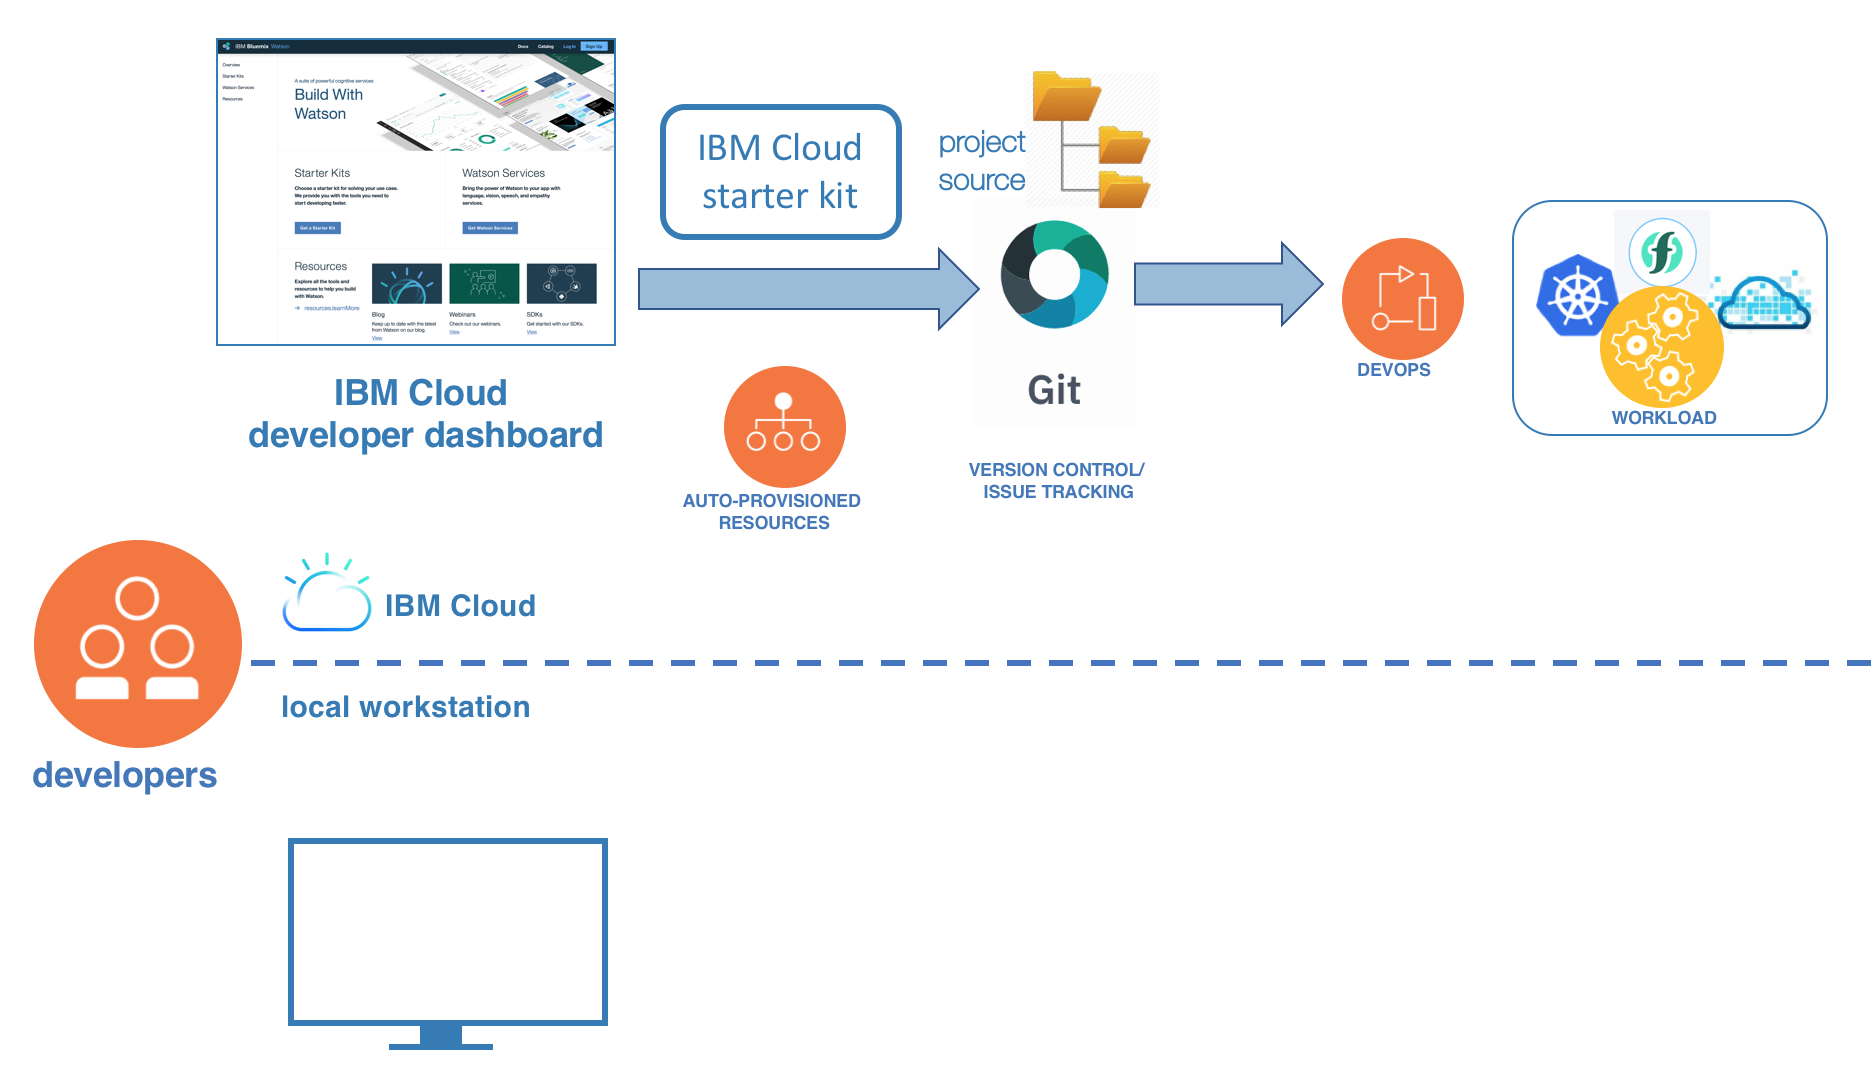 IBM Bluemix Watson
Docs Catalog Log In Sign Up
Overview
Starter Kits
Watson Services
Resources
A suite of powerful cognitive services
Build With
Watson
Starter Kits
Choose a starter kit for solving your use case.
We provide you with the tools you need to
start developing faster.
Get a Starter Kit
Watson Services
Bring the power of Watson to your app with
language, vision, speech, and empathy
services.
Get Watson Services
Resources
Explore all the tools and
resources to help you build
with Watson.
resources.learnMore
Blog
Keep up to date with the latest
from Watson on our blog.
View
Webinars
Check out our webinars.
View
SDKs
Get started with our SDKs.
View
IBM Cloud
developer dashboard
IBM Cloud
starter kit
AUTO-PROVISIONED
RESOURCES
project
source
Git
VERSION CONTROL/
ISSUE TRACKING
DEVOPS
WORKLOAD
IBM Cloud
local workstation
developers